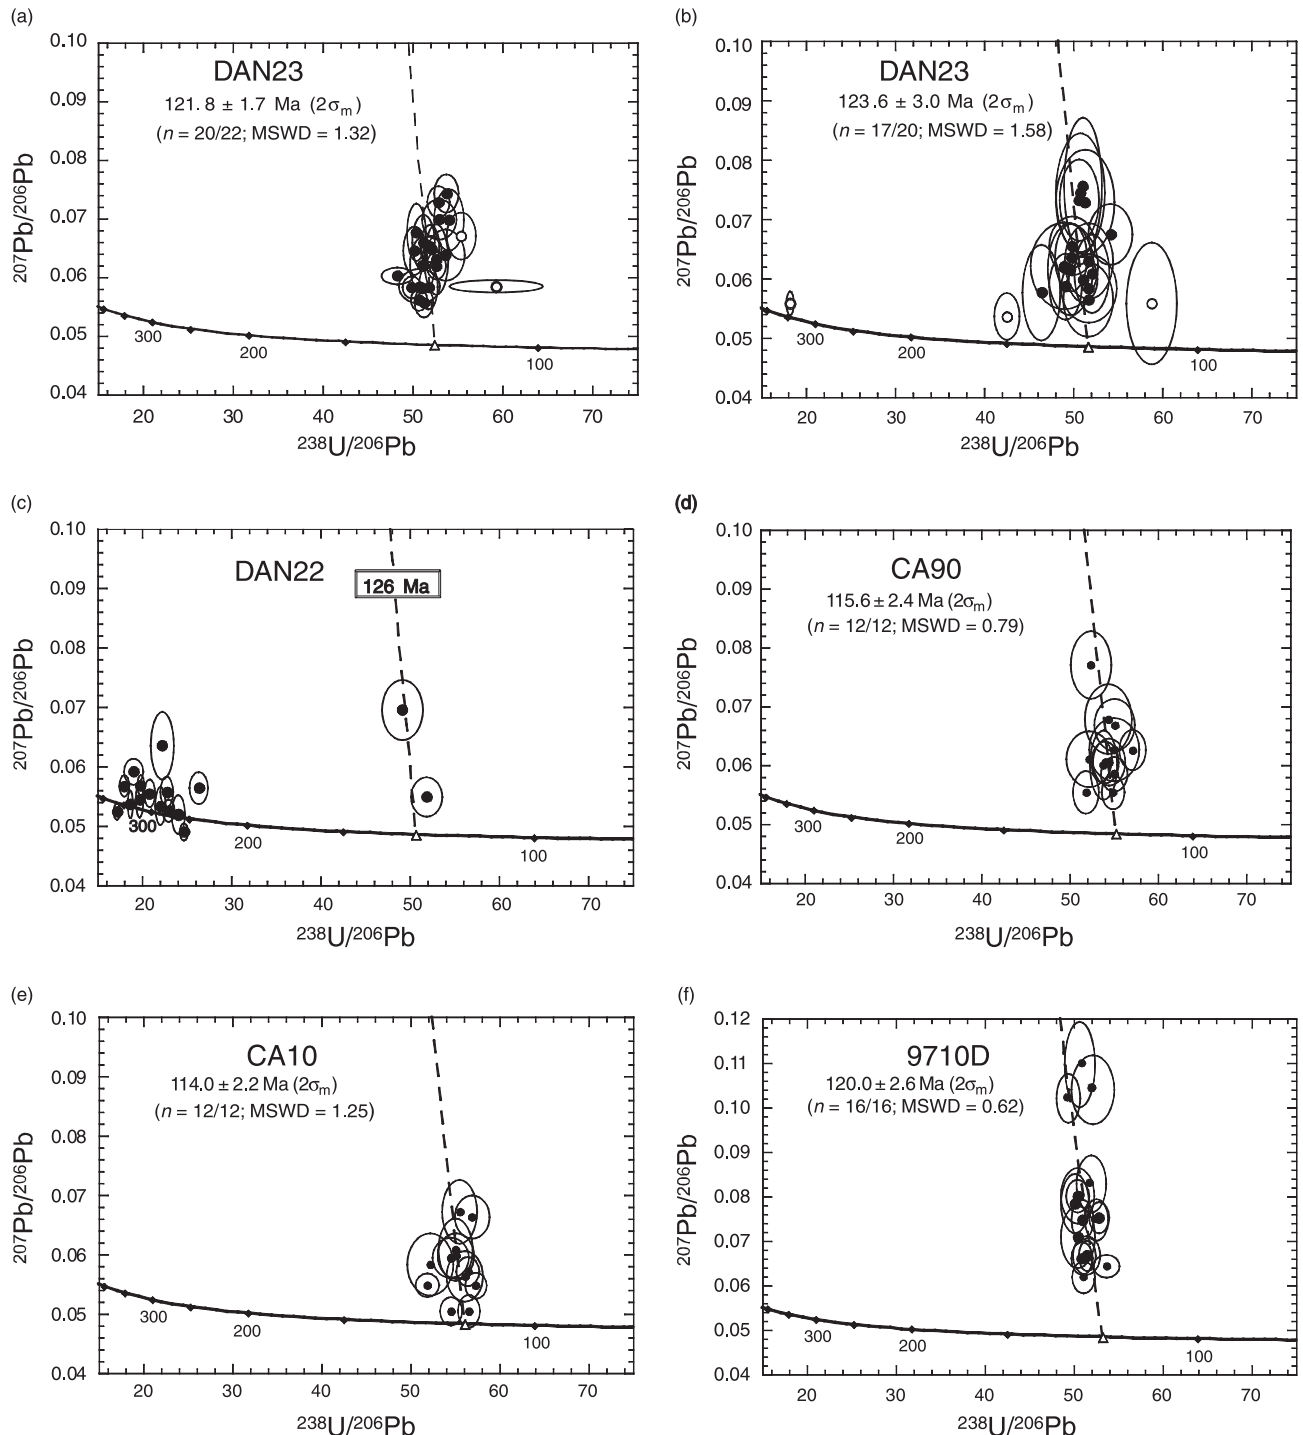 (a)
DAN23
121.8 ± 1.7 Ma (2σm)
(n = 20/22; MSWD = 1.32)
0.10
0.09
0.08
0.07
0.06
0.05
0.04
207Pb/206Pb
300
200
100
20 30 40 50 60 70
238U/206Pb
(b)
DAN23
123.6 ± 3.0 Ma (2σm)
(n = 17/20; MSWD = 1.58)
0.10
0.09
0.08
0.07
0.06
0.05
0.04
207Pb/206Pb
300
200
100
20 30 40 50 60 70
238U/206Pb
(c)
DAN22
126 Ma
0.10
0.09
0.08
0.07
0.06
0.05
0.04
207Pb/206Pb
300
200
100
20 30 40 50 60 70
238U/206Pb
(d)
CA90
115.6 ± 2.4 Ma (2σm)
(n = 12/12; MSWD = 0.79)
0.10
0.09
0.08
0.07
0.06
0.05
0.04
207Pb/206Pb
300
200
100
20 30 40 50 60 70
238U/206Pb
(e)
CA10
114.0 ± 2.2 Ma (2σm)
(n = 12/12; MSWD = 1.25)
0.10
0.09
0.08
0.07
0.06
0.05
0.04
207Pb/206Pb
300
200
100
20 30 40 50 60 70
238U/206Pb
(f)
9710D
120.0 ± 2.6 Ma (2σm)
(n = 16/16; MSWD = 0.62)
0.12
0.11
0.10
0.09
0.08
0.07
0.06
0.05
0.04
207Pb/206Pb
300
200
100
20 30 40 50 60 70
238U/206Pb